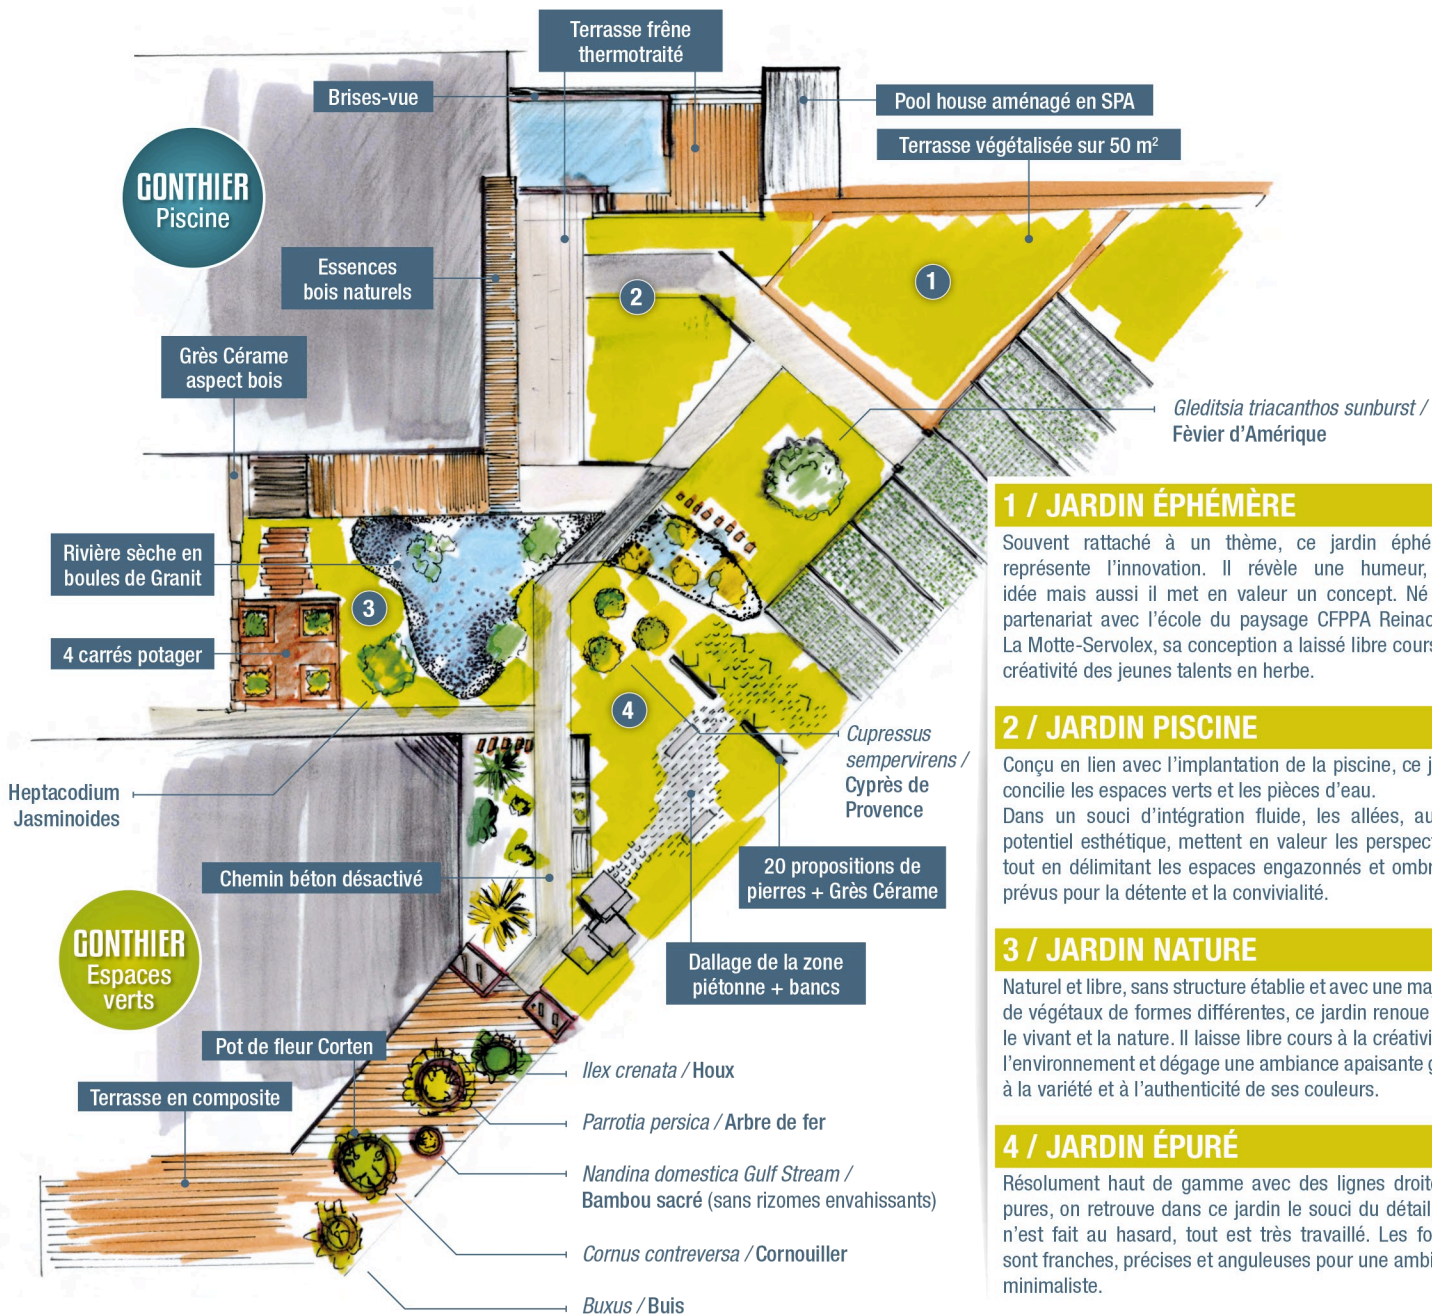 Terrasse frêne
thermotraité
Brises-vue
Pool house aménagé en SPA
Terrasse végétalisée sur 50 m²
GONTHIER
Piscine
Essences
bois naturels
1
2
Grès Cérame
aspect bois
Gleditsia triacanthos sunburst /
Fèvier d'Amérique
Rivière sèche en
boules de Granit
3
4 carrés potager
4
Cupressus
sempervirens /
Cyprès de
Provence
Heptacodium
Jasminoides
20 propositions de
pierres + Grès Cérame
Chemin béton désactivé
GONTHIER
Espaces
verts
Dallage de la zone
piétonne + bancs
Pot de fleur Corten
Terrasse en composite
Ilex crenata / Houx
Parrotia persica / Arbre de fer
Nandina domestica Gulf Stream /
Bambou sacré (sans rizomes envahissants)
Cornus contreversa / Cornouiller
Buxus / Buis
1 / JARDIN ÉPHÉMÈRE
Souvent rattaché à un thème, ce jardin éphé
représente l'innovation. Il révèle une humeur,
idée mais aussi il met en valeur un concept. Né
partenariat avec l'école du paysage CFPPA Reinac
La Motte-Servolex, sa conception a laissé libre cours
créativité des jeunes talents en herbe.
2 / JARDIN PISCINE
Conçu en lien avec l'implantation de la piscine, ce j
concilie les espaces verts et les pièces d'eau.
Dans un souci d'intégration fluide, les allées, au
potentiel esthétique, mettent en valeur les perspect
tout en délimitant les espaces engazonnés et ombr
prévus pour la détente et la convivialité.
3 / JARDIN NATURE
Naturel et libre, sans structure établie et avec une ma
de végétaux de formes différentes, ce jardin renoue
le vivant et la nature. Il laisse libre cours à la créativi
l'environnement et dégage une ambiance apaisante g
à la variété et à l'authenticité de ses couleurs.
4 / JARDIN ÉPURÉ
Résolument haut de gamme avec des lignes droite
pures, on retrouve dans ce jardin le souci du détail
n'est fait au hasard, tout est très travaillé. Les fo
sont franches, précises et anguleuses pour une ambi
minimaliste.